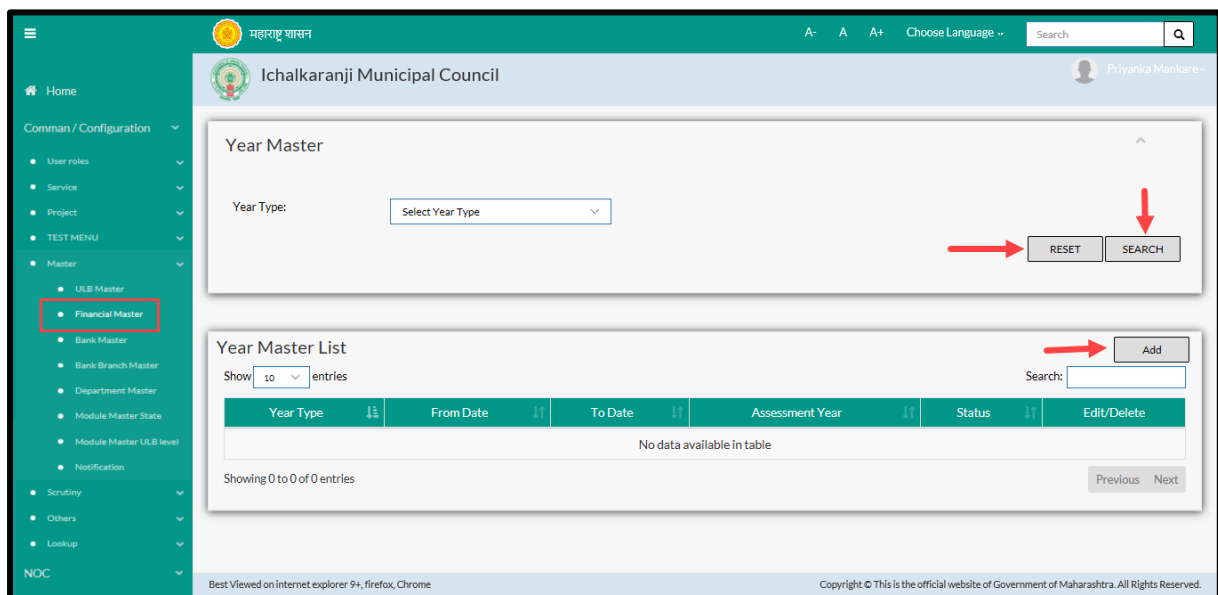 महाराष्ट्र शासन
A- A A+ Choose Language Search
Ichalkaranji Municipal Council
Priyanka Mankare
Home
Comman / Configuration
User roles
Service
Project
TEST MENU
Master
ULB Master
Financial Master
Bank Master
Bank Branch Master
Department Master
Module Master State
Module Master ULB level
Notification
Scrutiny
Others
Lookup
NOC
Year Master
Year Type: Select Year Type
RESET SEARCH
Year Master List
Add
Show 10 entries
Search:
Year Type From Date To Date Assessment Year Status Edit/Delete
No data available in table
Showing 0 to 0 of 0 entries
Previous Next
Best Viewed on internet explorer 9+, firefox, Chrome
Copyright © This is the official website of Government of Maharashtra. All Rights Reserved.